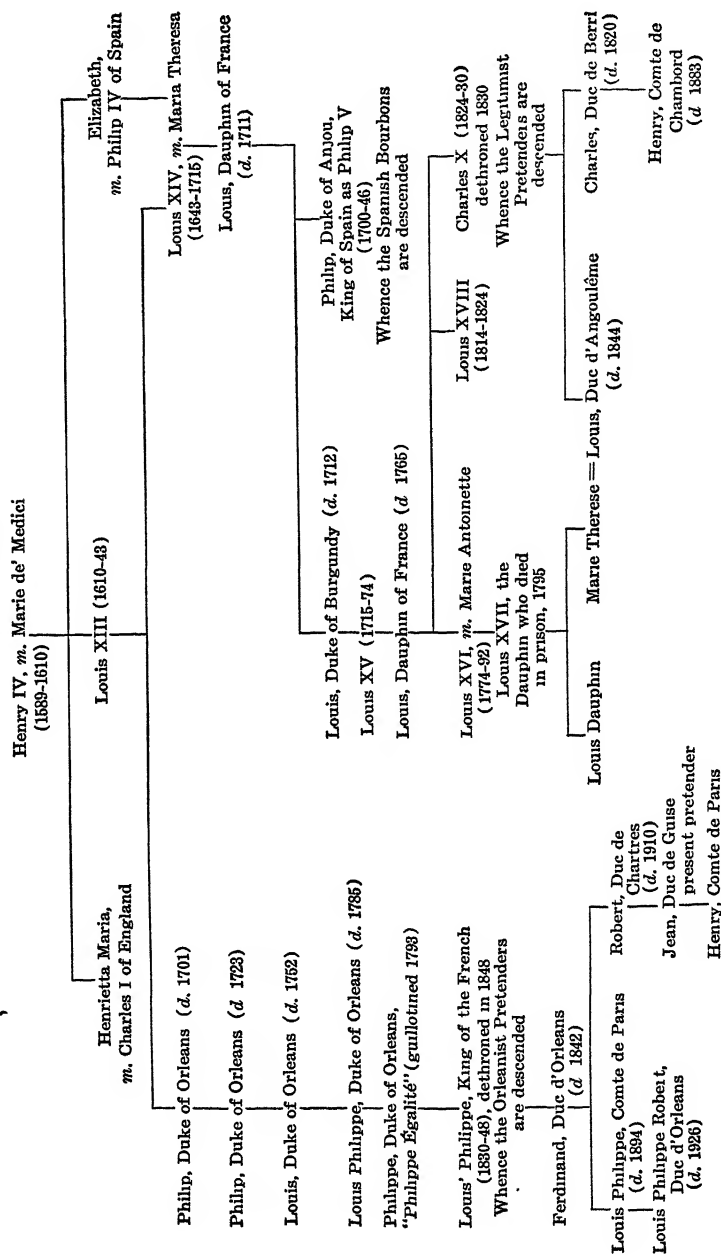 Henry IV, m. Marie de' Medici
(1589-1610)
Henrietta Maria,
m, Charles I of England
Louis XIII (1610-43)
Elizabeth,
m. Philip IV of Spain
Philip, Duke of Orleans (d. 1701)
Philip, Duke of Orleans (d 1723)
Louis, Duke of Orleans (d. 1752)
Louis Philippe, Duke of Orleans (d. 1785)
Philippe, Duke of Orleans,
"Philippe Égalité" (guillotined 1793)
Louis' Philippe, King of the French
(1830-48), dethroned in 1848
Whence the Orleanist Pretenders
are descended
Ferdinand, Duc d'Orleans
(d 1842)
Louis Philippe, Comte de Paris
(d. 1894)
Louis Philippe Robert,
Duc d'Orleans
(d. 1926)
Robert, Duc de
Chartres
(d. 1910)
Jean, Duc de Guise
present pretender
Henry, Comte de Paris
Louis XIV, m. Maria Theresa
(1643-1715)
Louis, Dauphin of France
(d. 1711)
Louis, Duke of Burgundy (d. 1712)
Louis XV (1715-74)
Louis, Dauphin of France (d 1765)
Philip, Duke of Anjou,
King of Spain as Philip V
(1700-46)
Whence the Spanish Bourbons
are descended
Louis XVI, m. Marie Antoinette
(1774-92)
Louis XVII, the
Dauphin who died
in prison, 1795
Louis XVIII
(1814-1824)
Charles X (1824-30)
dethroned 1830
Whence the Legitimist
Pretenders are
descended
Louis Dauphin
Marie Therese = Louis, Duc d'Angoulême
(d. 1844)
Charles, Duc de Berri
(d. 1820)
Henry, Comte de
Chambord
(d 1883)